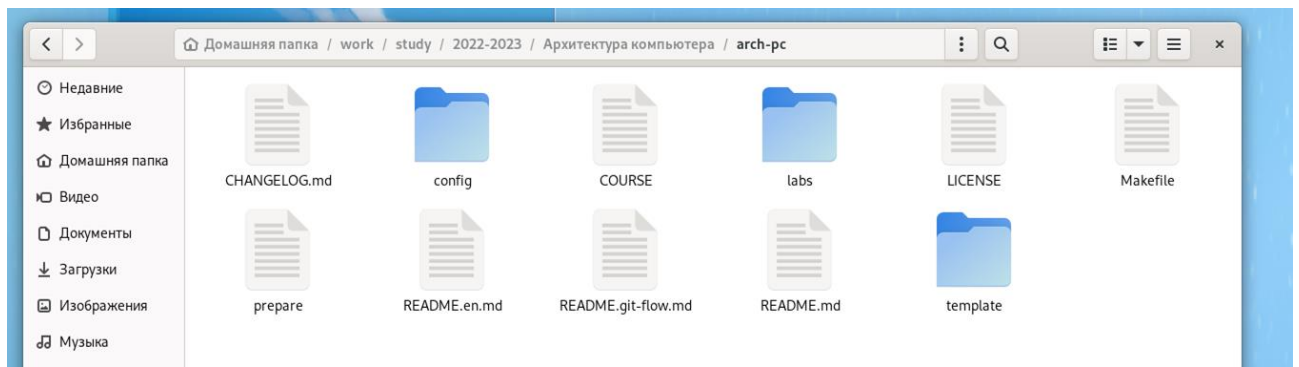 Домашняя папка / work / study / 2022-2023 / Архитектура компьютера / arch-pc
Недавние
Избранные
Домашняя папка
Видео
Документы
Загрузки
Изображения
Музыка
CHANGELOG.md config COURSE labs LICENSE Makefile
prepare README.en.md README.git-flow.md README.md template